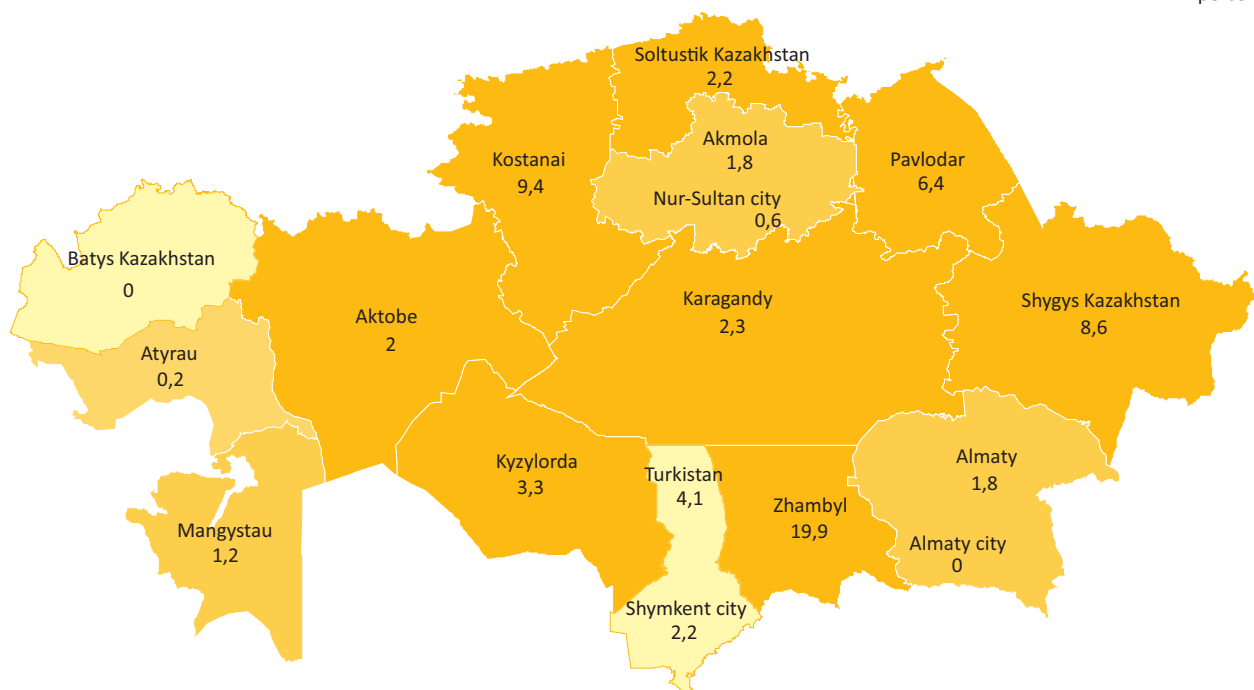 Soltustik Kazakhstan
2,2
Akmola
1,8
Kostanai
9,4
Pavlodar
6,4
Nur-Sultan city
0,6
Batys Kazakhstan
0
Karagandy
2,3
Shygys Kazakhstan
8,6
Aktobe
2
Atyrau
0,2
Kyzylorda
3,3
Turkistan
4,1
Almaty
1,8
Zhambyl
19,9
Mangystau
1,2
Almaty city
0
Shymkent city
2,2